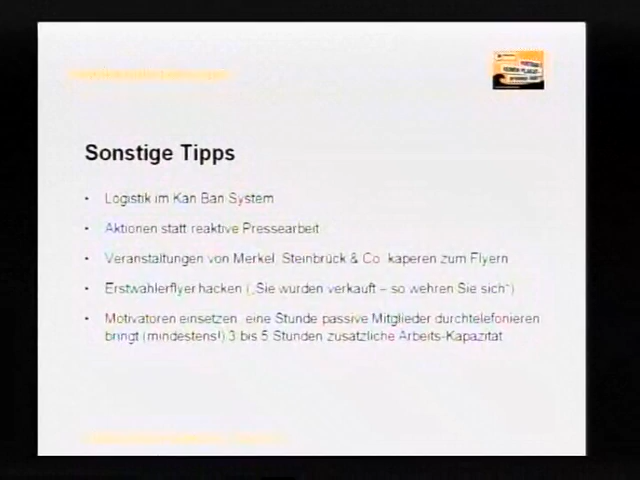 Sonstige Tipps
• Logistik im Kan Ban System
• Aktionen statt reaktive Pressearbeit
• Veranstaltungen von Merkel, Steinbrück & Co. kaperen zum Flyern
• Erstwählerflyer hacken („Sie wurden verkauft – so wehren Sie sich“)
• Motivatoren einsetzen: eine Stunde passive Mitglieder durchtelefonieren
bringt (mindestens!) 3 bis 5 Stunden zusätzliche Arbeits-Kapazität